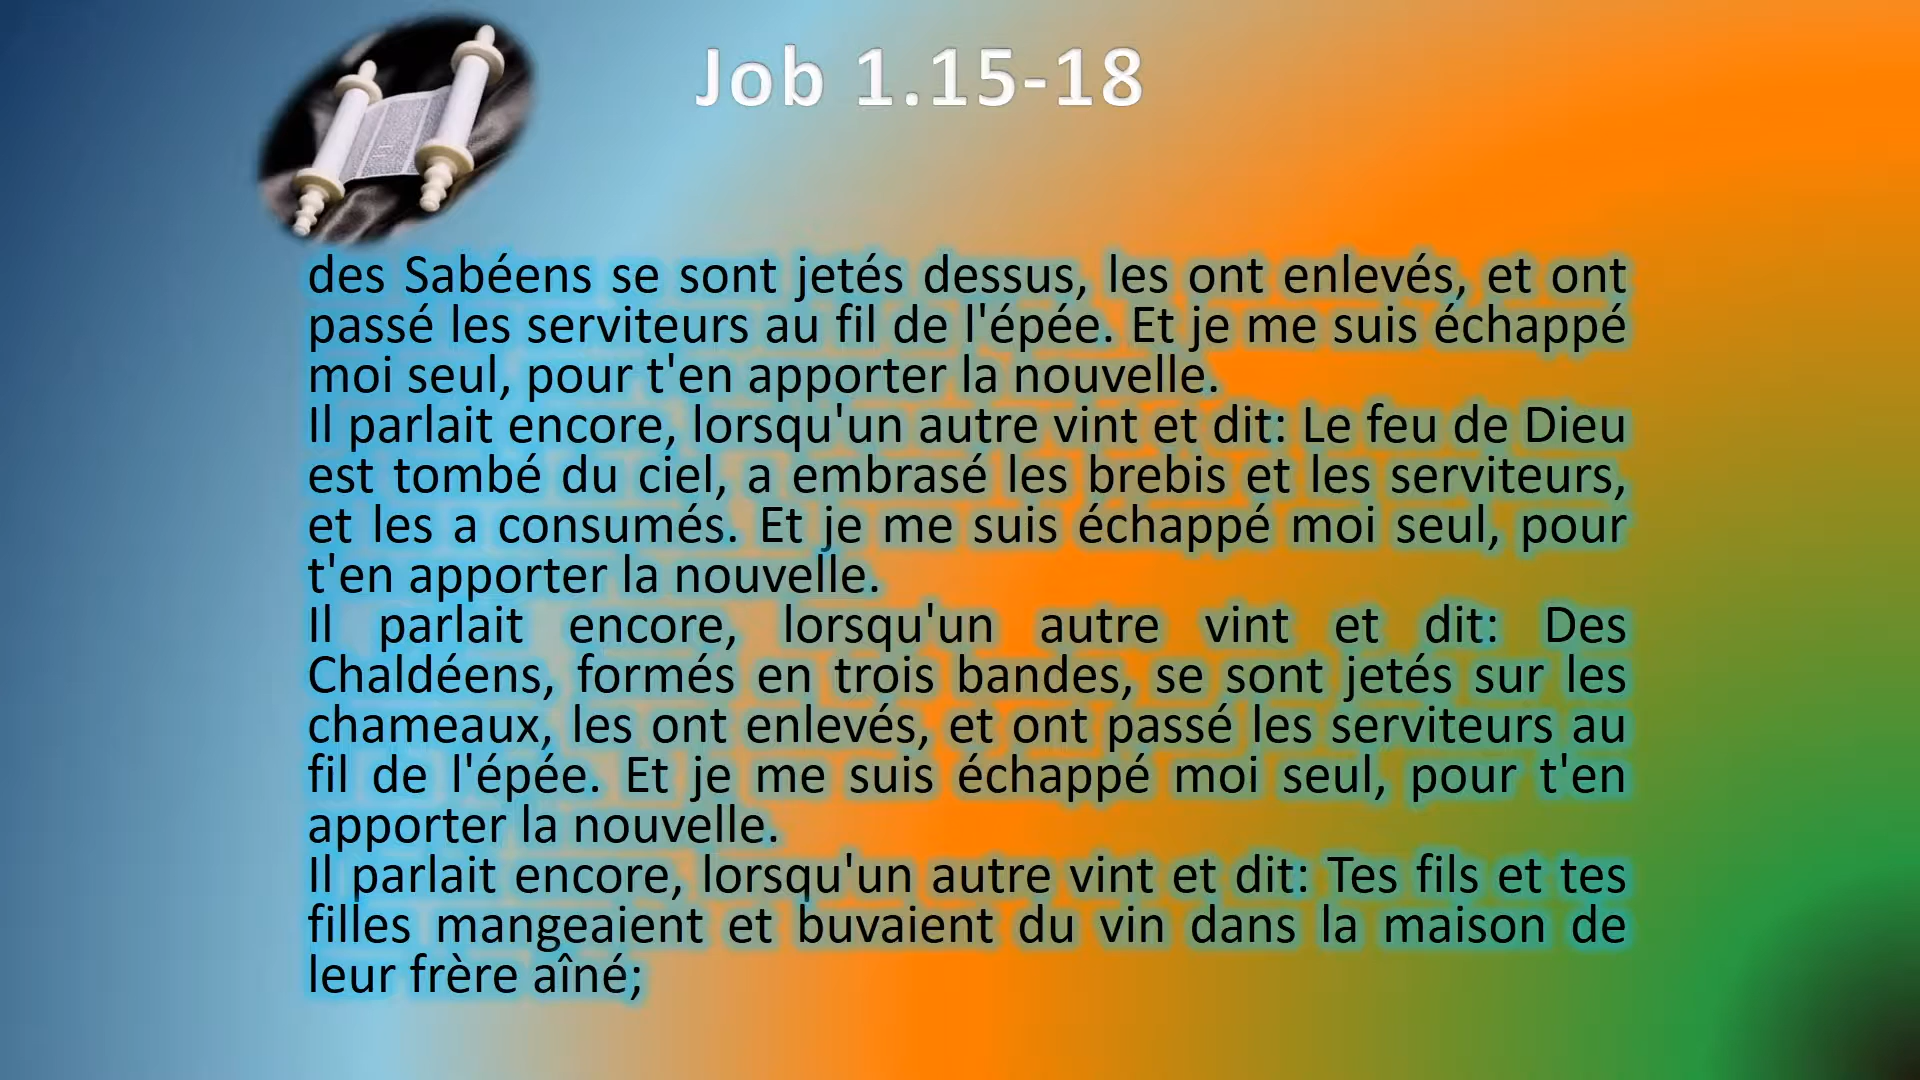 Job 1.15-18
des Sabéens se sont jetés dessus, les ont enlevés, et ont
passé les serviteurs au fil de l'épée. Et je me suis échappé
moi seul, pour t'en apporter la nouvelle.
Il parlait encore, lorsqu'un autre vint et dit: Le feu de Dieu
est tombé du ciel, a embrasé les brebis et les serviteurs,
et les a consumés. Et je me suis échappé moi seul, pour
t'en apporter la nouvelle.
Il parlait encore, lorsqu'un autre vint et dit: Des
Chaldéens, formés en trois bandes, se sont jetés sur les
chameaux, les ont enlevés, et ont passé les serviteurs au
fil de l'épée. Et je me suis échappé moi seul, pour t'en
apporter la nouvelle.
Il parlait encore, lorsqu'un autre vint et dit: Tes fils et tes
filles mangeaient et buvaient du vin dans la maison de
leur frère aîné;